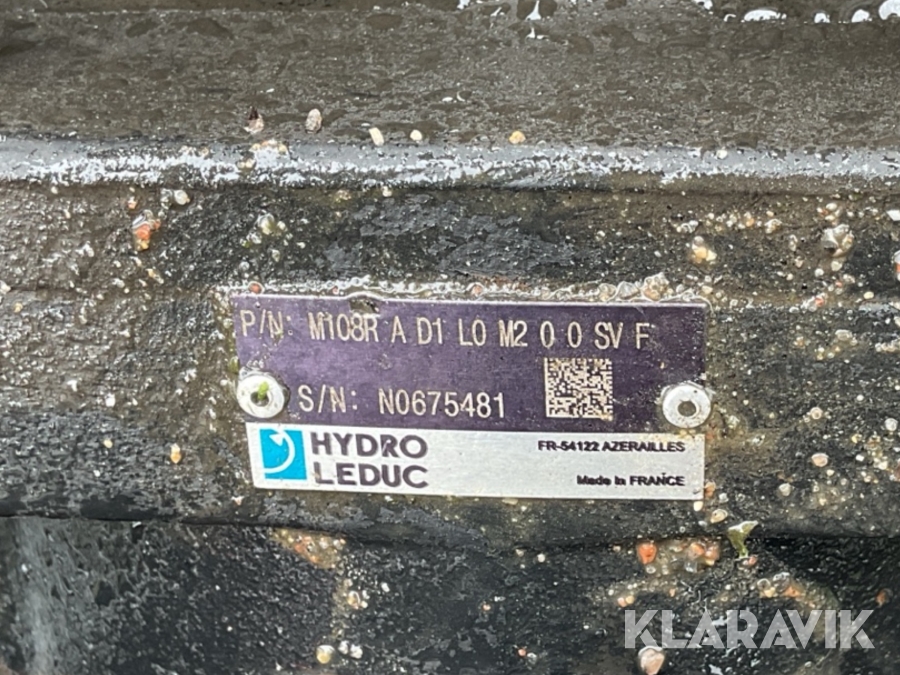 P/N: M108R A D1 L0 M2 0 0 SV F
S/N: N0675481
HYDRO
LEDUC
FR-54122 AZERAILLES
Made in FRANCE
KLARAVIK